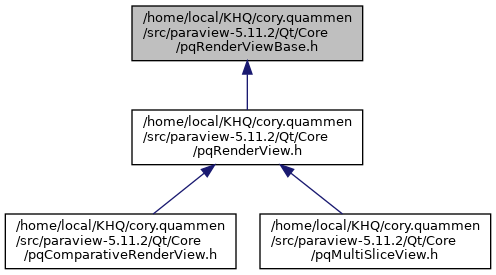 /home/local/KHQ/cory.quammen
/src/paraview-5.11.2/Qt/Core
/pqRenderViewBase.h
/home/local/KHQ/cory.quammen
/src/paraview-5.11.2/Qt/Core
/pqRenderView.h
/home/local/KHQ/cory.quammen
/src/paraview-5.11.2/Qt/Core
/pqComparativeRenderView.h
/home/local/KHQ/cory.quammen
/src/paraview-5.11.2/Qt/Core
/pqMultiSliceView.h